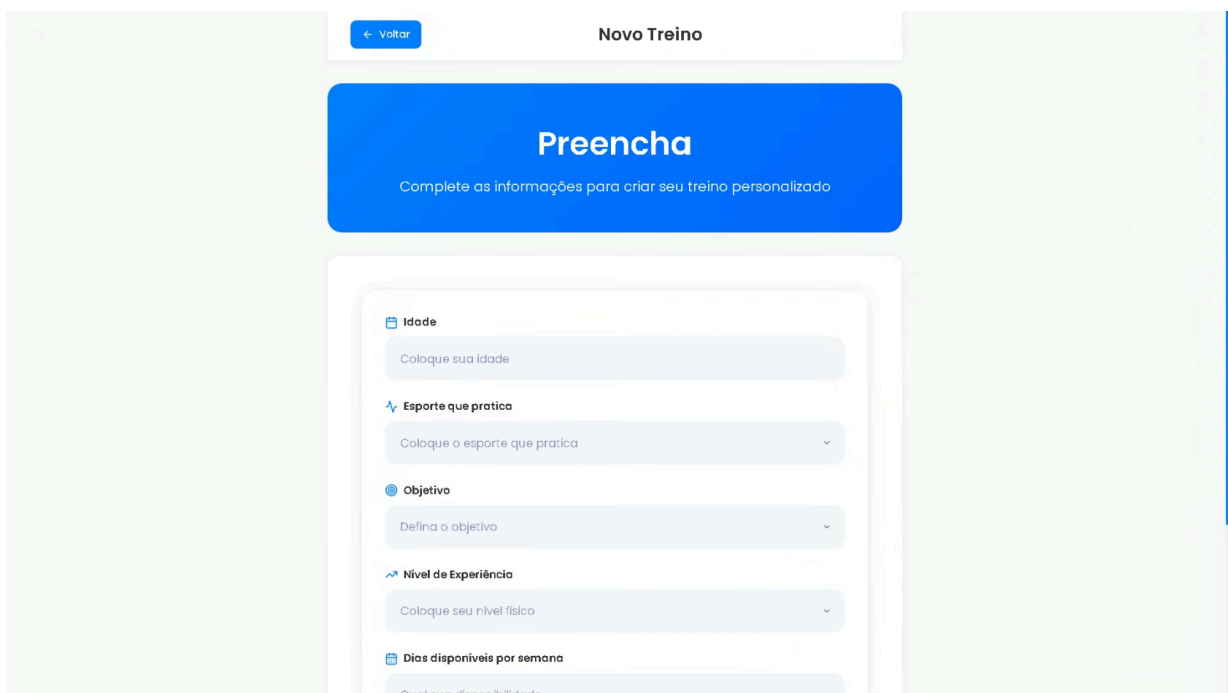 Voltar
Novo Treino
Preencha
Complete as informações para criar seu treino personalizado
Idade
Coloque sua idade
Esporte que pratica
Coloque o esporte que pratica
Objetivo
Defina o objetivo
Nível de Experiência
Coloque seu nível físico
Dias disponíveis por semana